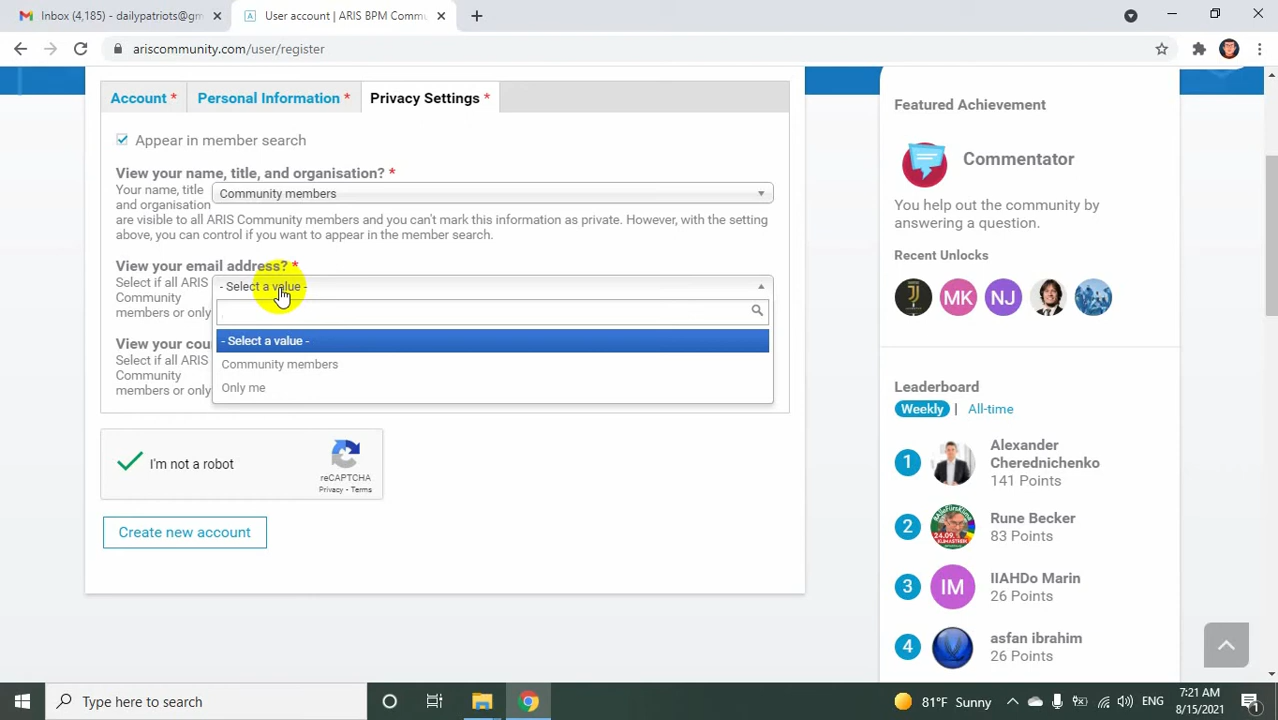 Inbox (4,185) - dailypatriots@gm
User account | ARIS BPM Commu
ariscommunity.com/user/register
Account *
Personal Information *
Privacy Settings *
Appear in member search
View your name, title, and organisation? *
Your name, title
and organisation
Community members
are visible to all ARIS Community members and you can't mark this information as private. However, with the setting
above, you can control if you want to appear in the member search.
View your email address? *
Select if all ARIS
Community
members or only
- Select a value -
- Select a value -
Community members
Only me
View your cou
Select if all ARIS
Community
members or only
I'm not a robot
reCAPTCHA
Privacy - Terms
Create new account
Featured Achievement
Commentator
You help out the community by
answering a question.
Recent Unlocks
MK
NJ
Leaderboard
Weekly | All-time
1
Alexander
Cherednichenko
141 Points
2
Rune Becker
83 Points
3
IM
IIAHDo Marin
26 Points
4
asfan ibrahim
26 Points
Type here to search
81°F Sunny
ENG
7:21 AM
8/15/2021